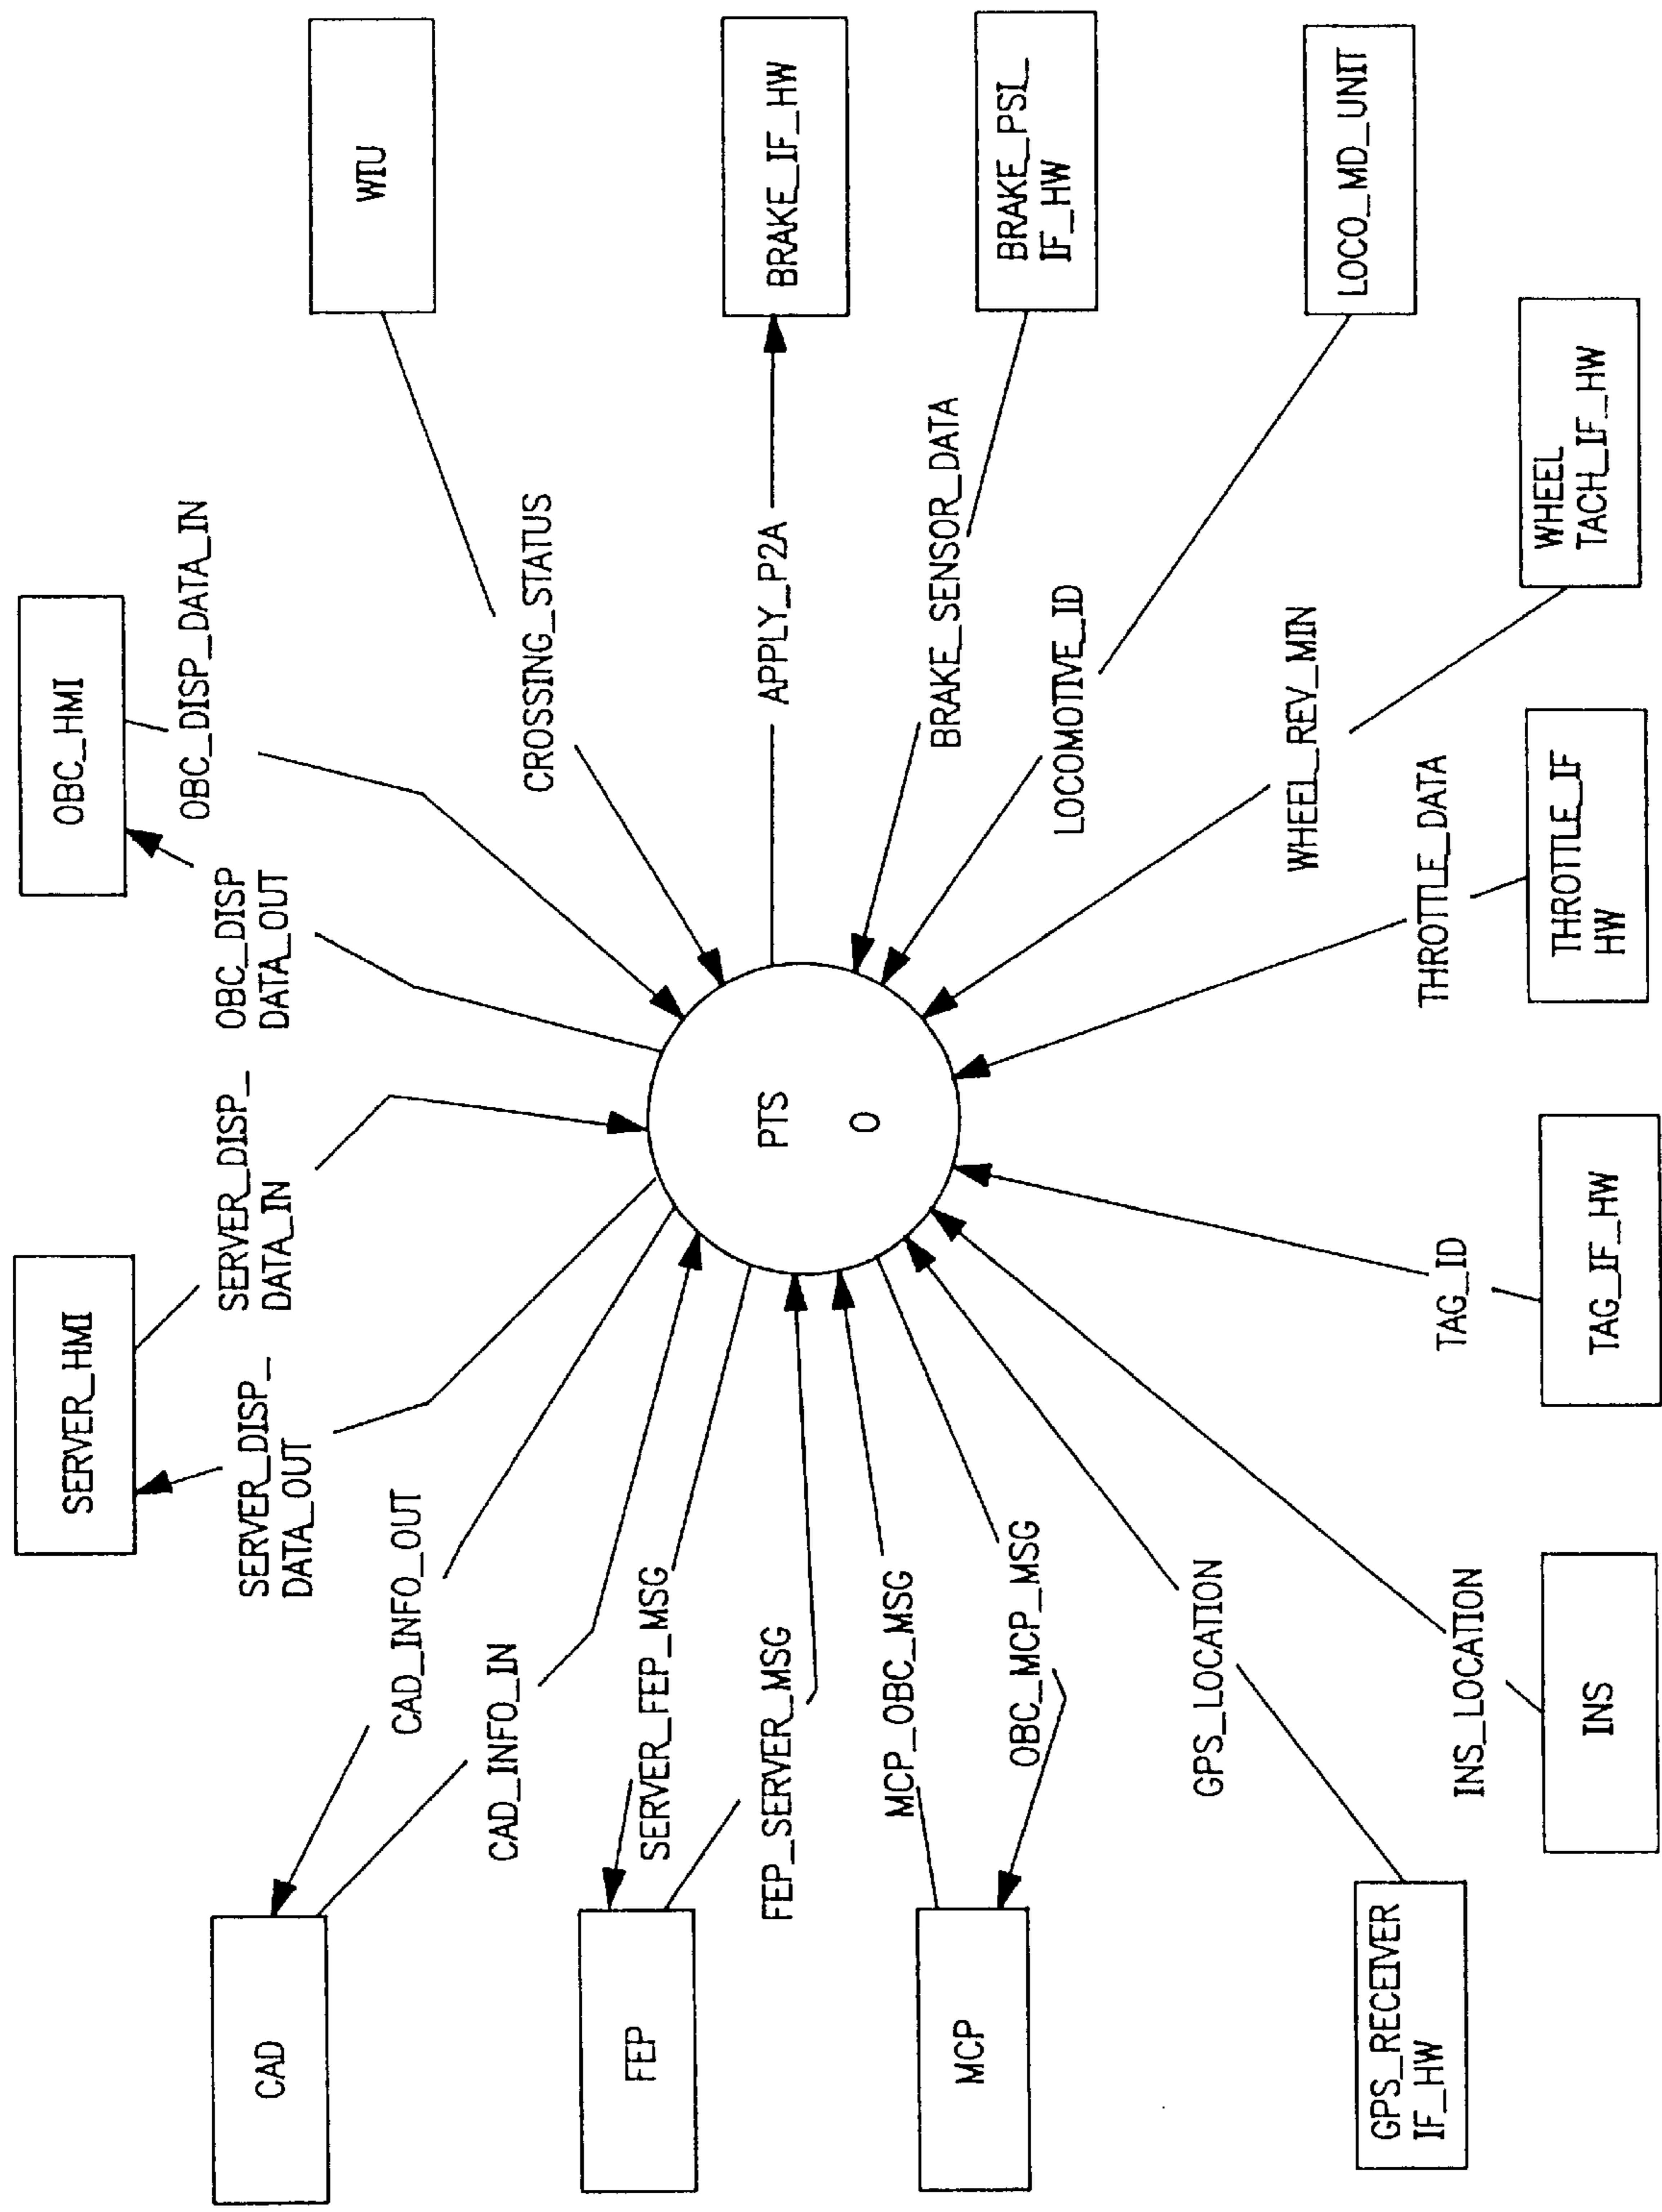 SERVER_HMI
OBC_HMI
SERVER_DISP_
DATA_OUT
SERVER_DISP_
DATA_IN
OBC_DISP
DATA_OUT
OBC_DISP_DATA_IN
CAD
CAD_INFO_OUT
WIU
CAD_INFO_IN
CROSSING_STATUS
FEP
SERVER_FEP_MSG
FEP_SERVER_MSG
PTS
0
APPLY_P2A
BRAKE_IF_HW
MCP
MCP_OBC_MSG
OBC_MCP_MSG
BRAKE_SENSOR_DATA
BRAKE_PSI_
IF_HW
LOCOMOTIVE_ID
LOCO_MD_UNIT
GPS_RECEIVER
IF_HW
GPS_LOCATION
WHEEL_REV_MIN
INS_LOCATION
TAG_ID
THROTTLE_DATA
WHEEL
TACH_IF_HW
INS
TAG_IF_HW
THROTTLE_IF
HW